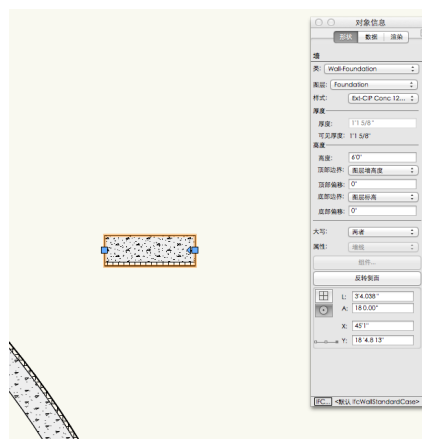 对象信息
形状 数据 渲染
墙
类: Wall-Foundation
图层: Foundation
样式: Ext-CIP Conc 12...
厚度
厚度: 1'1 5/8"
可见厚度: 1'1 5/8"
高度
高度: 6'0"
顶部边界: 图层墙高度
顶部偏移: 0"
底部边界: 图层标高
底部偏移: 0"
大写: 两者
属性: 墙组
组件...
反转侧面
L: 3'4.038"
A: 180.00°
X: 45'1"
Y: 18'4.813"
IFC... <默认 IfcWallStandardCase>